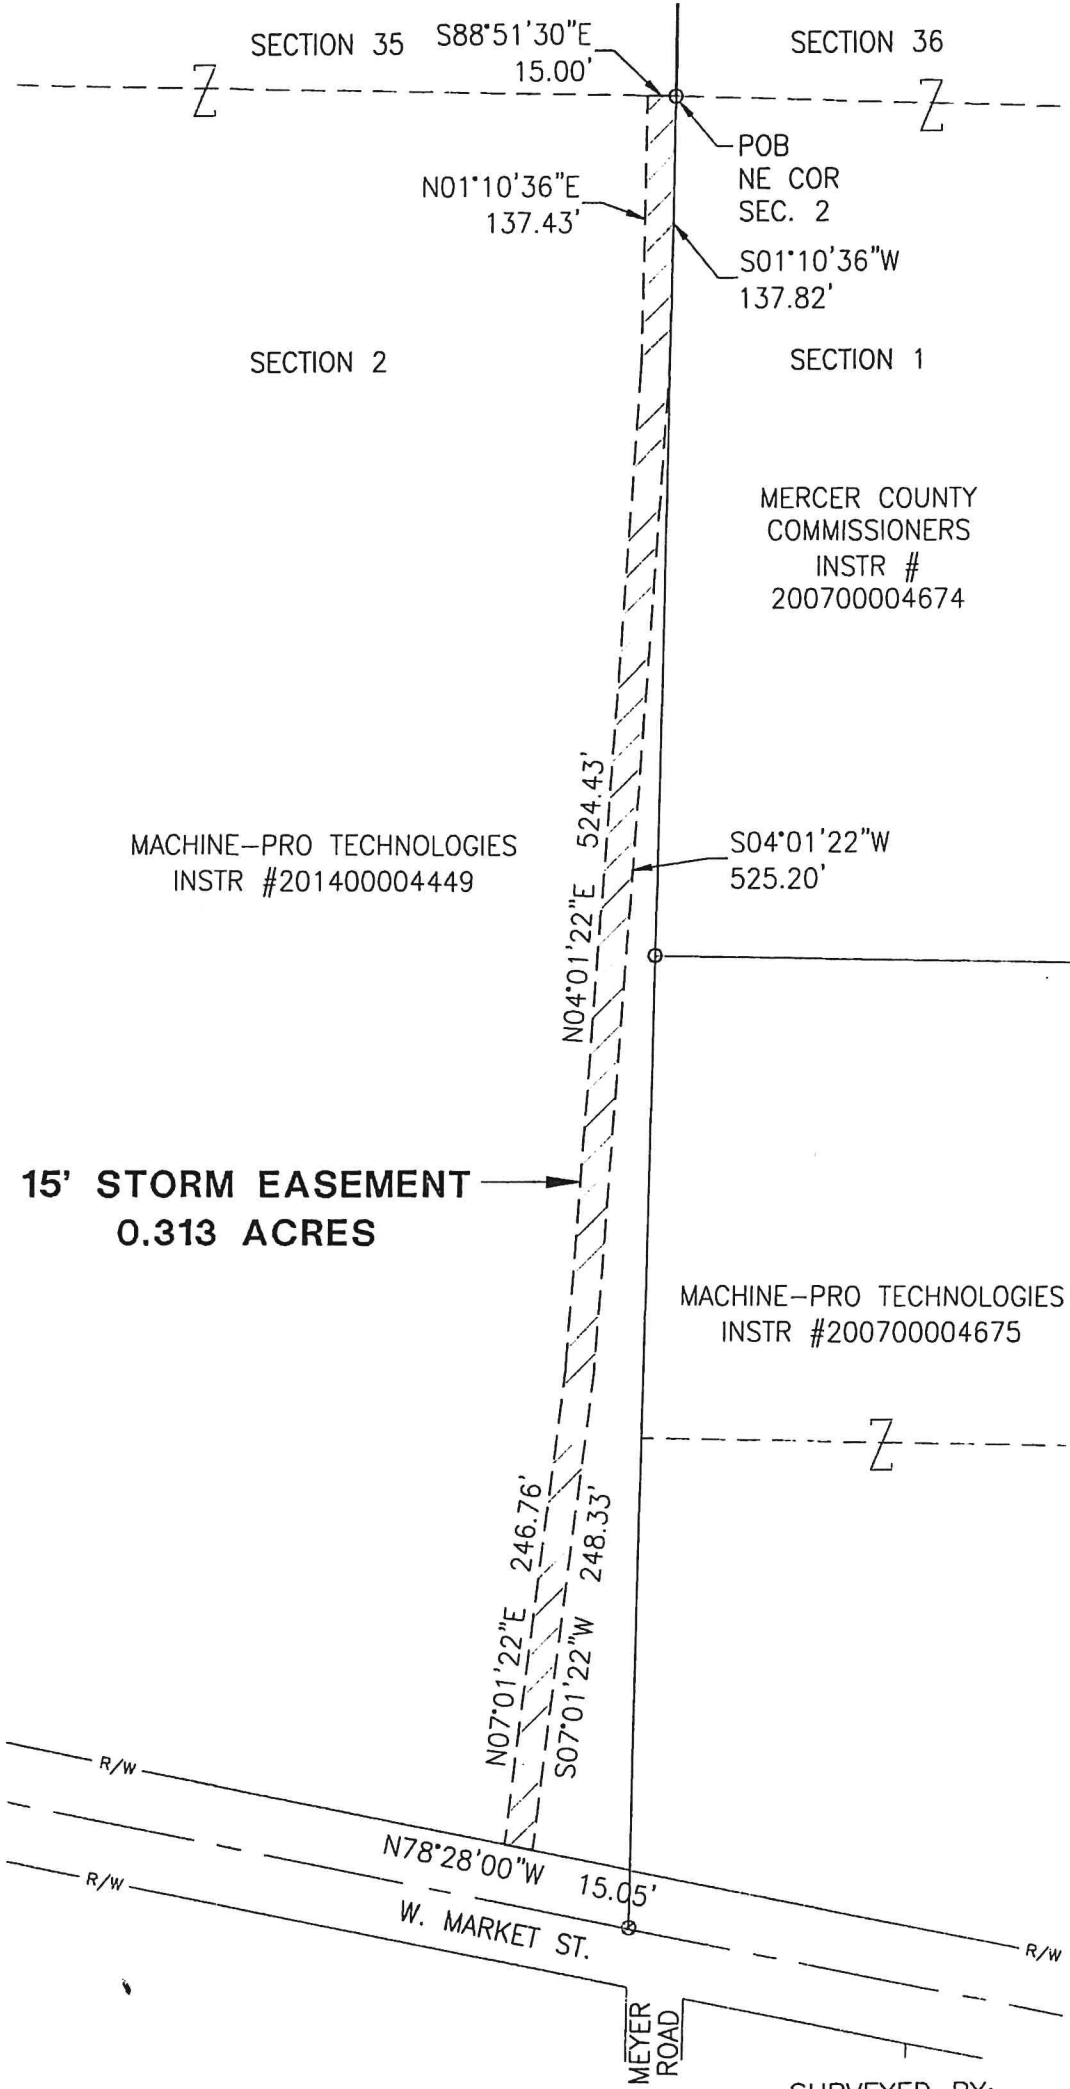 SECTION 35
S88°51'30"E
15.00'
SECTION 36
POB
NE COR
SEC. 2
N01°10'36"E
137.43'
S01°10'36"W
137.82'
SECTION 2
SECTION 1
MERCER COUNTY
COMMISSIONERS
INSTR #
200700004674
N04°01'22"E 524.43'
MACHINE-PRO TECHNOLOGIES
INSTR #201400004449
S04°01'22"W
525.20'
15' STORM EASEMENT
0.313 ACRES
MACHINE-PRO TECHNOLOGIES
INSTR #200700004675
N07°01'22"E 246.76'
S07°01'22"W 248.33'
R/W
N78°28'00"W 15.05'
R/W
W. MARKET ST.
R/W
MEYER
ROAD
SURVEYED BY: